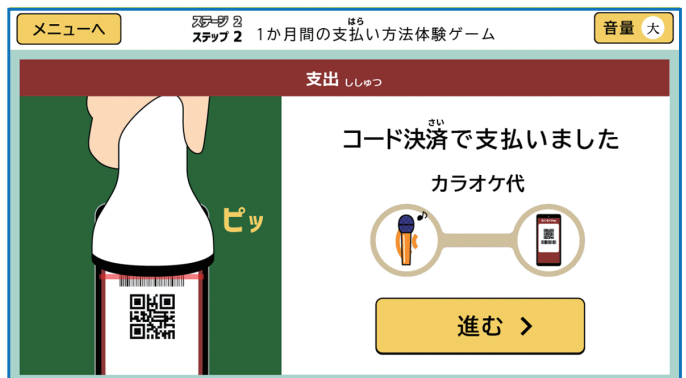 メニューへ
ステージ 2
ステップ 2
1か月間の支払い方法体験ゲーム
はら
音量 大
支出 ししゅつ
ピッ
コード決済で支払いました
さい
カラオケ代
進む